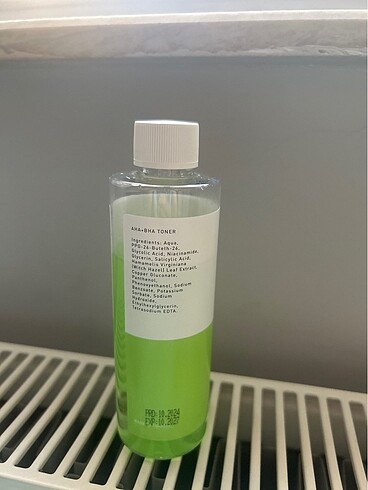 AHA+BHA TONER
Ingredients: Aqua,
PPG-26-Buteth-26,
Glycolic Acid, Niacinamide,
Glycerin, Salicylic Acid,
Hamamelis Virginiana
(Witch Hazel) Leaf Extract,
Copper Gluconate,
Panthenol,
Phenoxyethanol, Sodium
Benzoate, Potassium
Sorbate, Sodium
Hydroxide,
Ethylhexylglycerin,
Tetrasodium EDTA
PRD:10.2024
EXP:10.2027